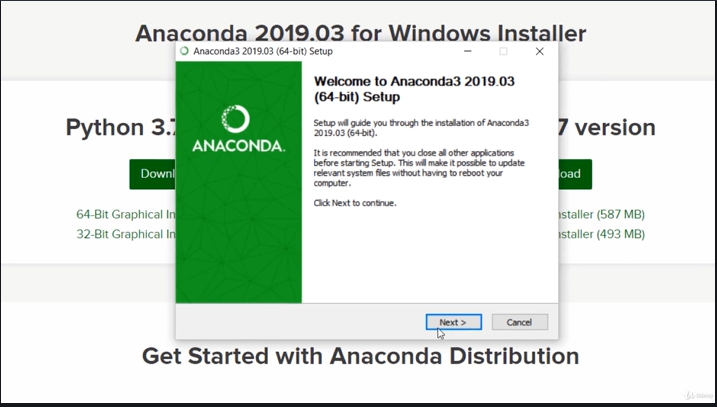 Anaconda 2019.03 for Windows Installer
Anaconda3 2019.03 (64-bit) Setup
Welcome to Anaconda3 2019.03
(64-bit) Setup
Setup will guide you through the installation of Anaconda3
2019.03 (64-bit).
It is recommended that you close all other applications
before starting Setup. This will make it possible to update
relevant system files without having to reboot your
computer.
Click Next to continue.
ANACONDA.
Python 3.7
7 version
Downl
load
64-Bit Graphical In
nstaller (587 MB)
32-Bit Graphical In
nstaller (493 MB)
Next >
Cancel
Get Started with Anaconda Distribution
Udemy